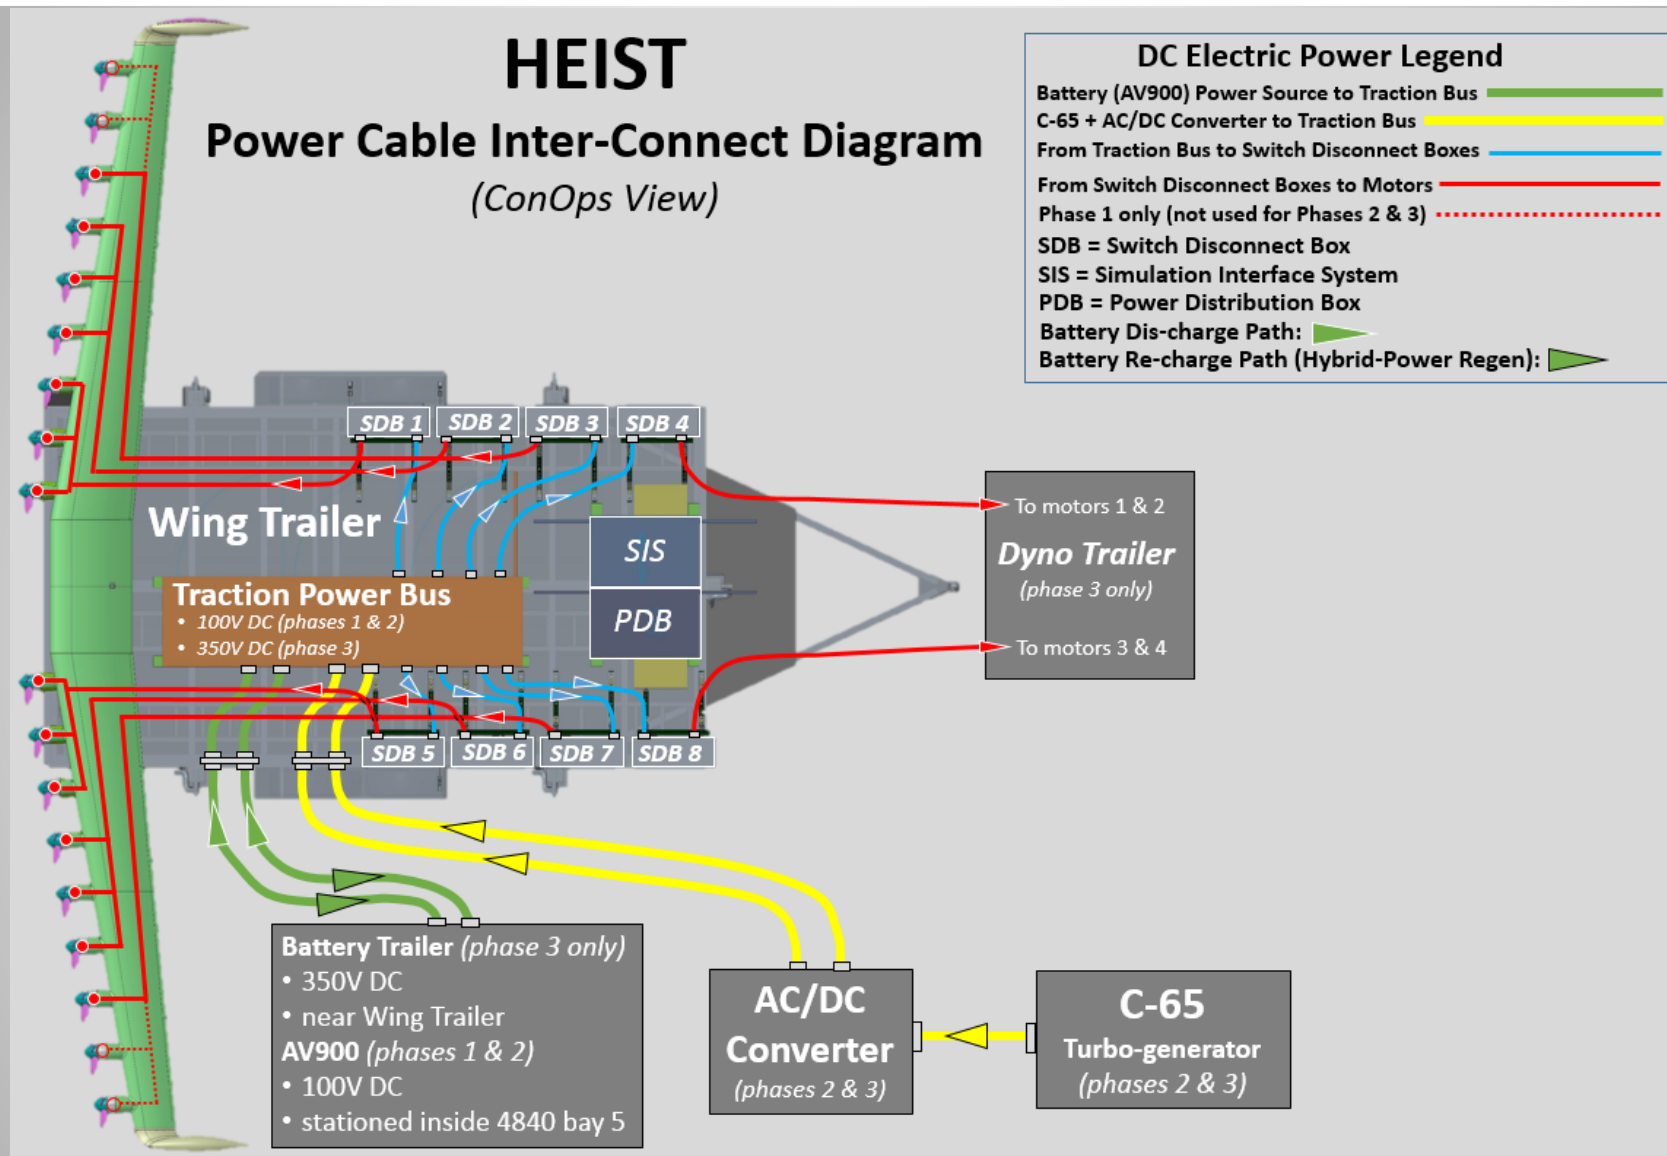 HEIST
Power Cable Inter-Connect Diagram
(ConOps View)
DC Electric Power Legend
Battery (AV900) Power Source to Traction Bus
C-65 + AC/DC Converter to Traction Bus
From Traction Bus to Switch Disconnect Boxes
From Switch Disconnect Boxes to Motors
Phase 1 only (not used for Phases 2 & 3)
SDB = Switch Disconnect Box
SIS = Simulation Interface System
PDB = Power Distribution Box
Battery Dis-charge Path:
Battery Re-charge Path (Hybrid-Power Regen):
SDB 1
SDB 2
SDB 3
SDB 4
Wing Trailer
SIS
PDB
Traction Power Bus
• 100V DC (phases 1 & 2)
• 350V DC (phase 3)
To motors 1 & 2
Dyno Trailer
(phase 3 only)
To motors 3 & 4
SDB 5
SDB 6
SDB 7
SDB 8
Battery Trailer (phase 3 only)
• 350V DC
• near Wing Trailer
AV900 (phases 1 & 2)
• 100V DC
• stationed inside 4840 bay 5
AC/DC
Converter
(phases 2 & 3)
C-65
Turbo-generator
(phases 2 & 3)